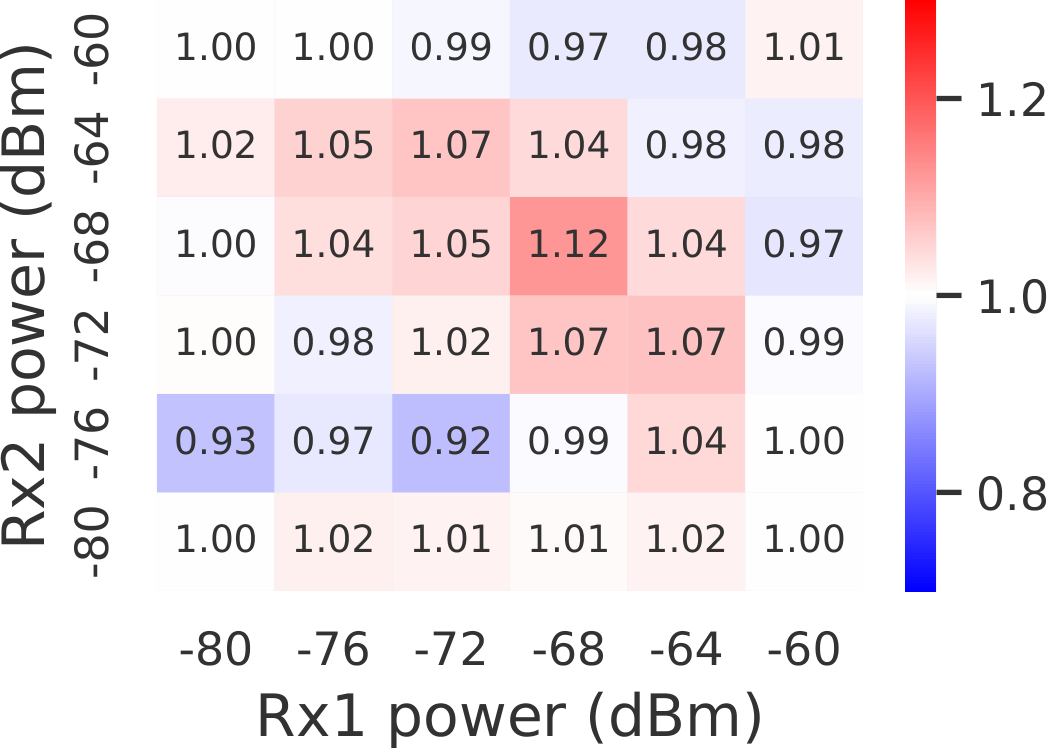 Rx2 power (dBm)
-60 1.00 1.00 0.99 0.97 0.98 1.01
-64 1.02 1.05 1.07 1.04 0.98 0.98
-68 1.00 1.04 1.05 1.12 1.04 0.97
-72 1.00 0.98 1.02 1.07 1.07 0.99
-76 0.93 0.97 0.92 0.99 1.04 1.00
-80 1.00 1.02 1.01 1.01 1.02 1.00
-80 -76 -72 -68 -64 -60
Rx1 power (dBm)
1.2
1.0
0.8